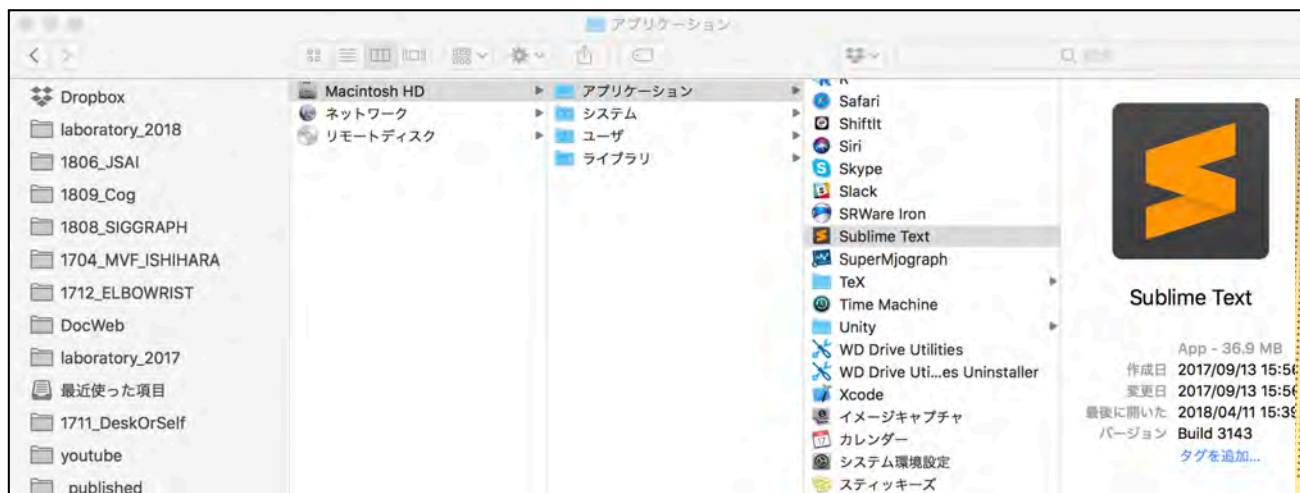 アプリケーション
Dropbox
laboratory_2018
1806_JSAI
1809_Cog
1808_SIGGRAPH
1704_MVF_ISHIHARA
1712_ELBOWRIST
DocWeb
laboratory_2017
最近使った項目
1711_DeskOrSelf
youtube
_published
Macintosh HD
ネットワーク
リモートディスク
アプリケーション
システム
ユーザ
ライブラリ
R
Safari
ShiftIt
Siri
Skype
Slack
SRWare Iron
Sublime Text
SuperMjograph
TeX
Time Machine
Unity
WD Drive Utilities
WD Drive Uti...es Uninstaller
Xcode
イメージキャプチャ
カレンダー
システム環境設定
スティッキーズ
Sublime Text
App - 36.9 MB
作成日 2017/09/13 15:56
変更日 2017/09/13 15:56
最後に開いた 2018/04/11 15:39
バージョン Build 3143
タグを追加...